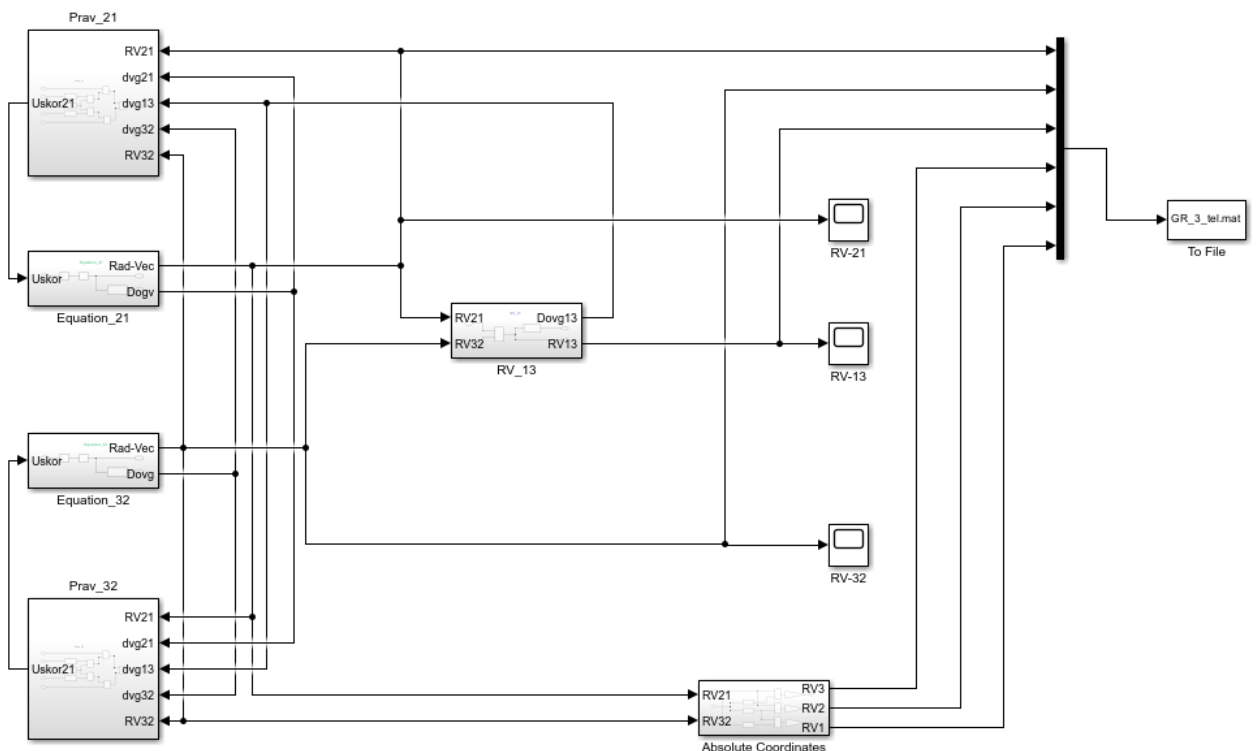 Prav_21
RV21
dvg21
Uskor21
dvg13
dvg32
RV32
RV-21
GR_3_tel.mat
To File
Uskor
Rad-Vec
Dogv
Equation_21
RV21
RV32
Dovg13
RV13
RV_13
RV-13
Uskor
Rad-Vec
Dovg
Equation_32
RV-32
Prav_32
RV21
dvg21
Uskor21
dvg13
dvg32
RV32
RV21
RV32
RV3
RV2
RV1
Absolute Coordinates